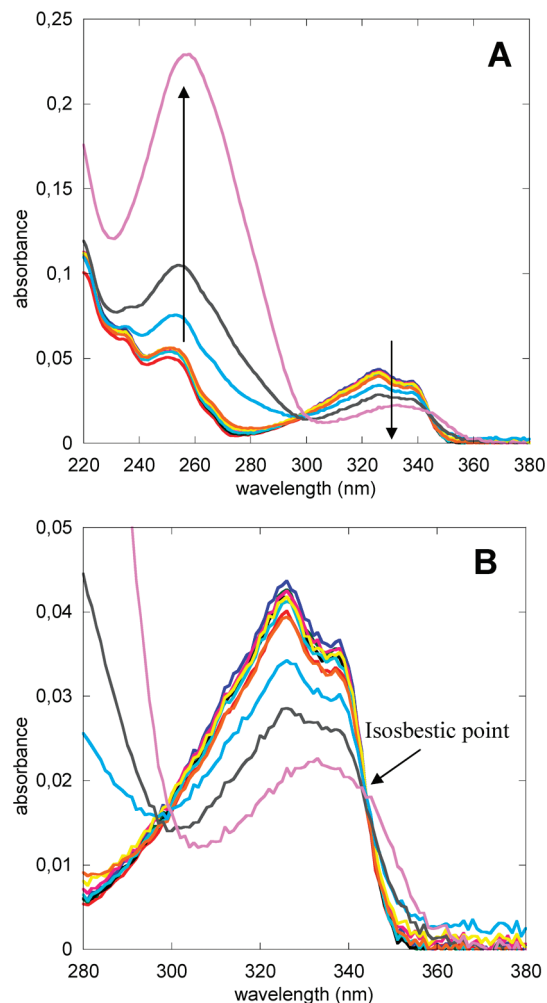 A
0,25
0,2
0,15
0,1
0,05
0
absorbance
220 240 260 280 300 320 340 360 380
wavelength (nm)
B
0,05
0,04
0,03
0,02
0,01
0
absorbance
Isosbestic point
280 300 320 340 360 380
wavelength (nm)